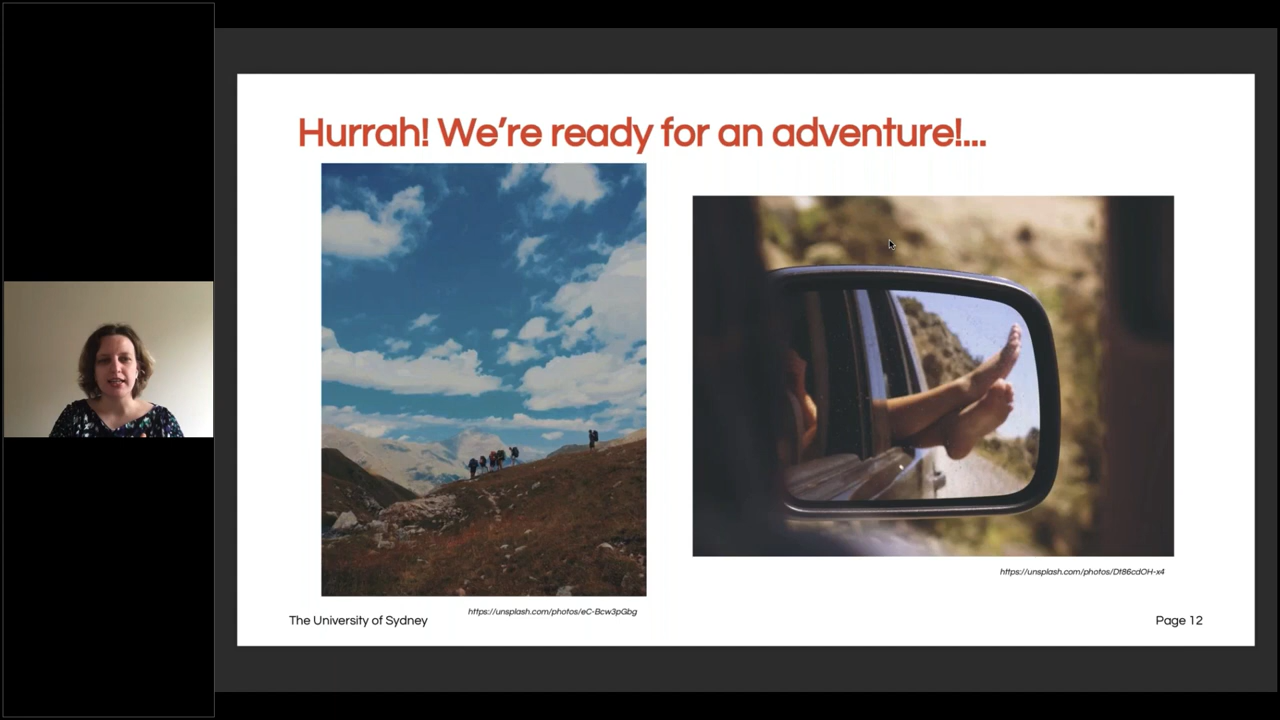 Hurrah! We're ready for an adventure!...
https://unsplash.com/photos/Dt86cdOH-x4
https://unsplash.com/photos/eC-Bcw3pGbg
The University of Sydney
Page 12